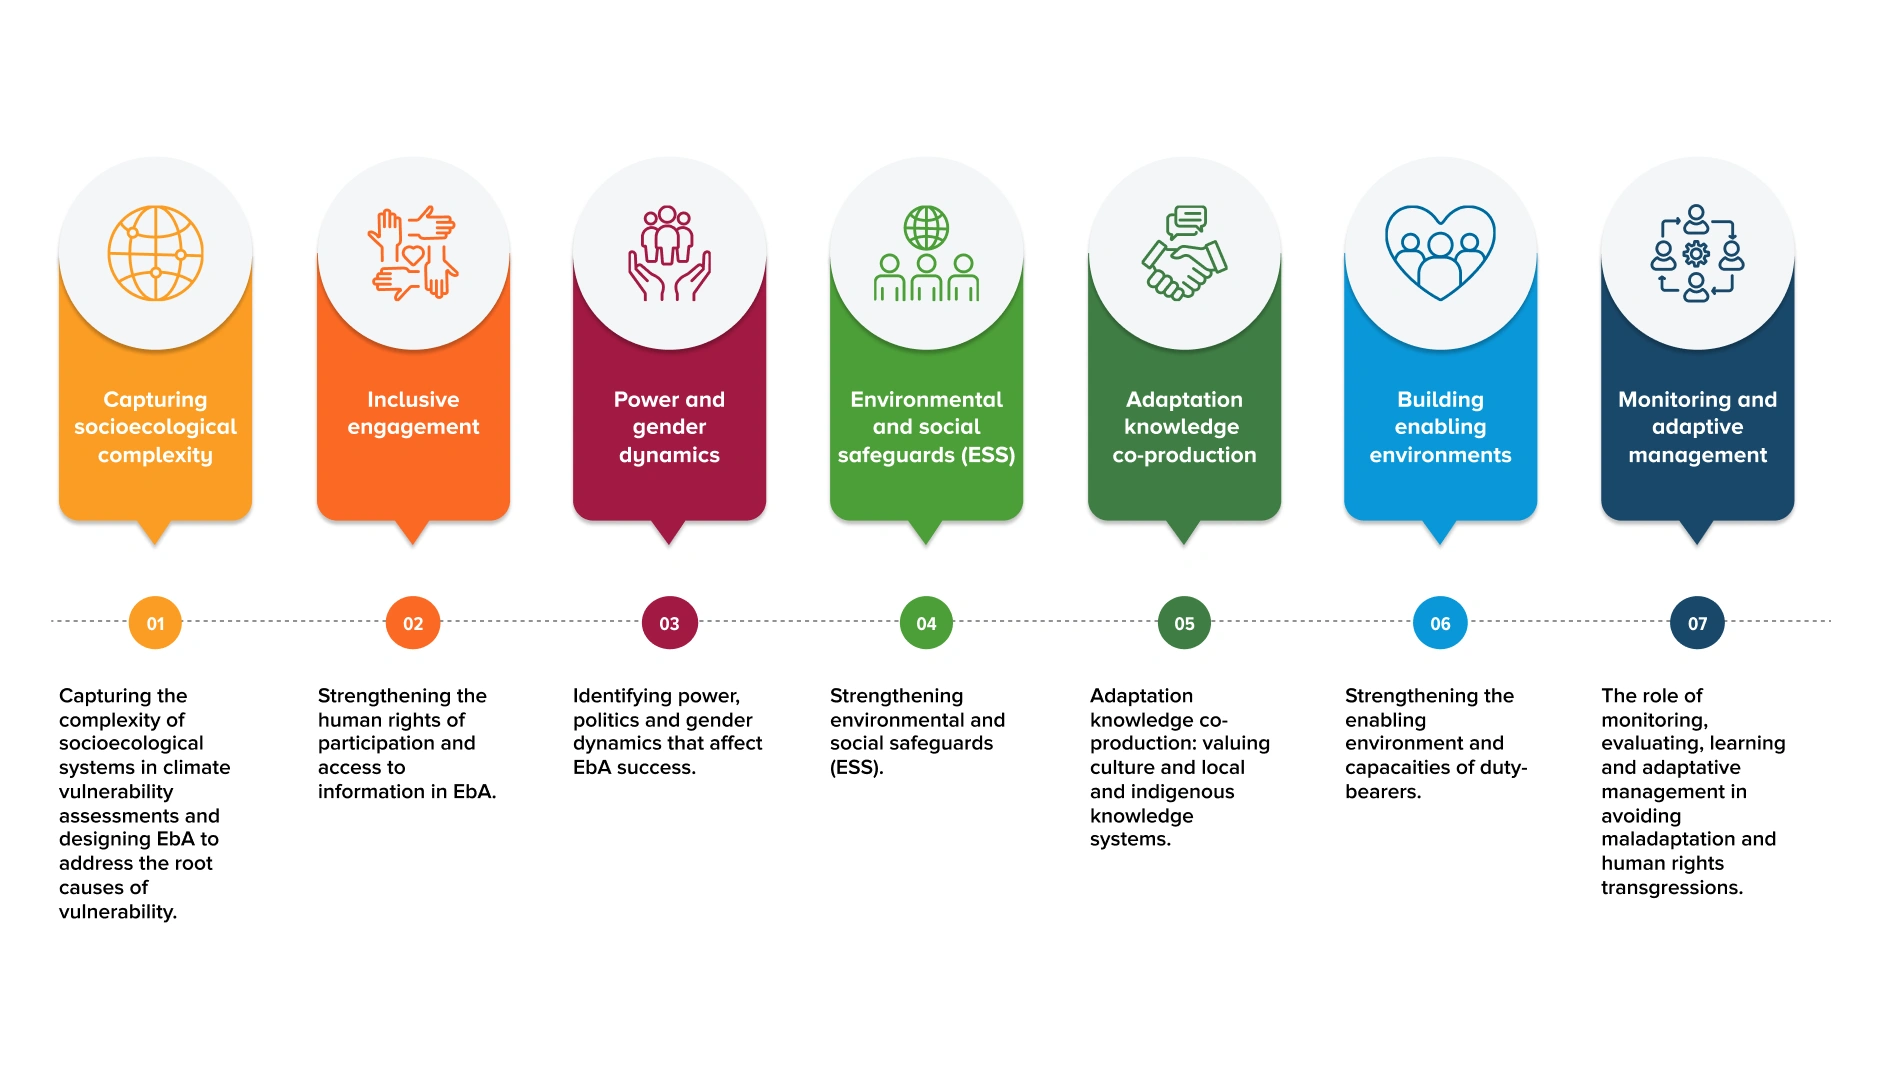 Capturing
socioecological
complexity
Inclusive
engagement
Power and
gender
dynamics
Environmental
and social
safeguards (ESS)
Adaptation
knowledge
co-production
Building
enabling
environments
Monitoring and
adaptive
management
01
02
03
04
05
06
07
Capturing the
complexity of
socioecological
systems in climate
vulnerability
assessments and
designing EbA to
address the root
causes of
vulnerability.
Strengthening the
human rights of
participation and
access to
information in EbA.
Identifying power,
politics and gender
dynamics that affect
EbA success.
Strengthening
environmental and
social safeguards
(ESS).
Adaptation
knowledge co-
production: valuing
culture and local
and indigenous
knowledge
systems.
Strengthening the
enabling
environment and
capacaities of duty-
bearers.
The role of
monitoring,
evaluating, learning
and adaptative
management in
avoiding
maladaptation and
human rights
transgressions.